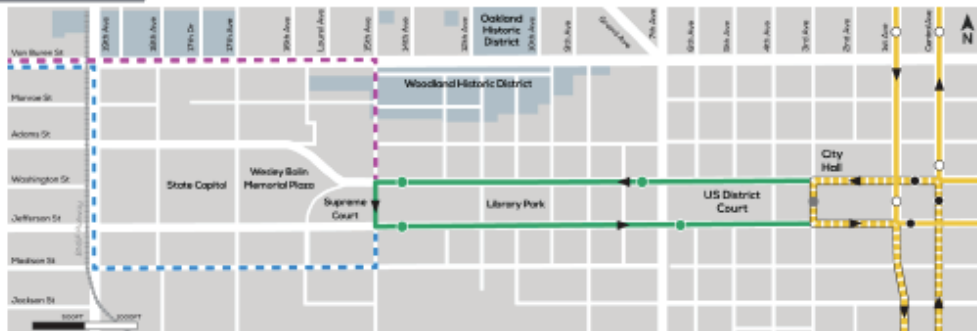 19th Ave
18th Ave
17th Dr
17th Ave
16th Ave
15th Ave
14th Ave
12th Ave
Oakland
Historic
District
10th Ave
9th Ave
Grand Ave
7th Ave
6th Ave
5th Ave
4th Ave
3rd Ave
2nd Ave
1st Ave
Central Ave
N
Van Buren St
Woodland Historic District
Monroe St
Adams St
City
Hall
Washington St
State Capitol
Wesley Bolin
Memorial Plaza
US District
Court
Supreme
Court
Library Park
Jefferson St
Madison St
Jackson St